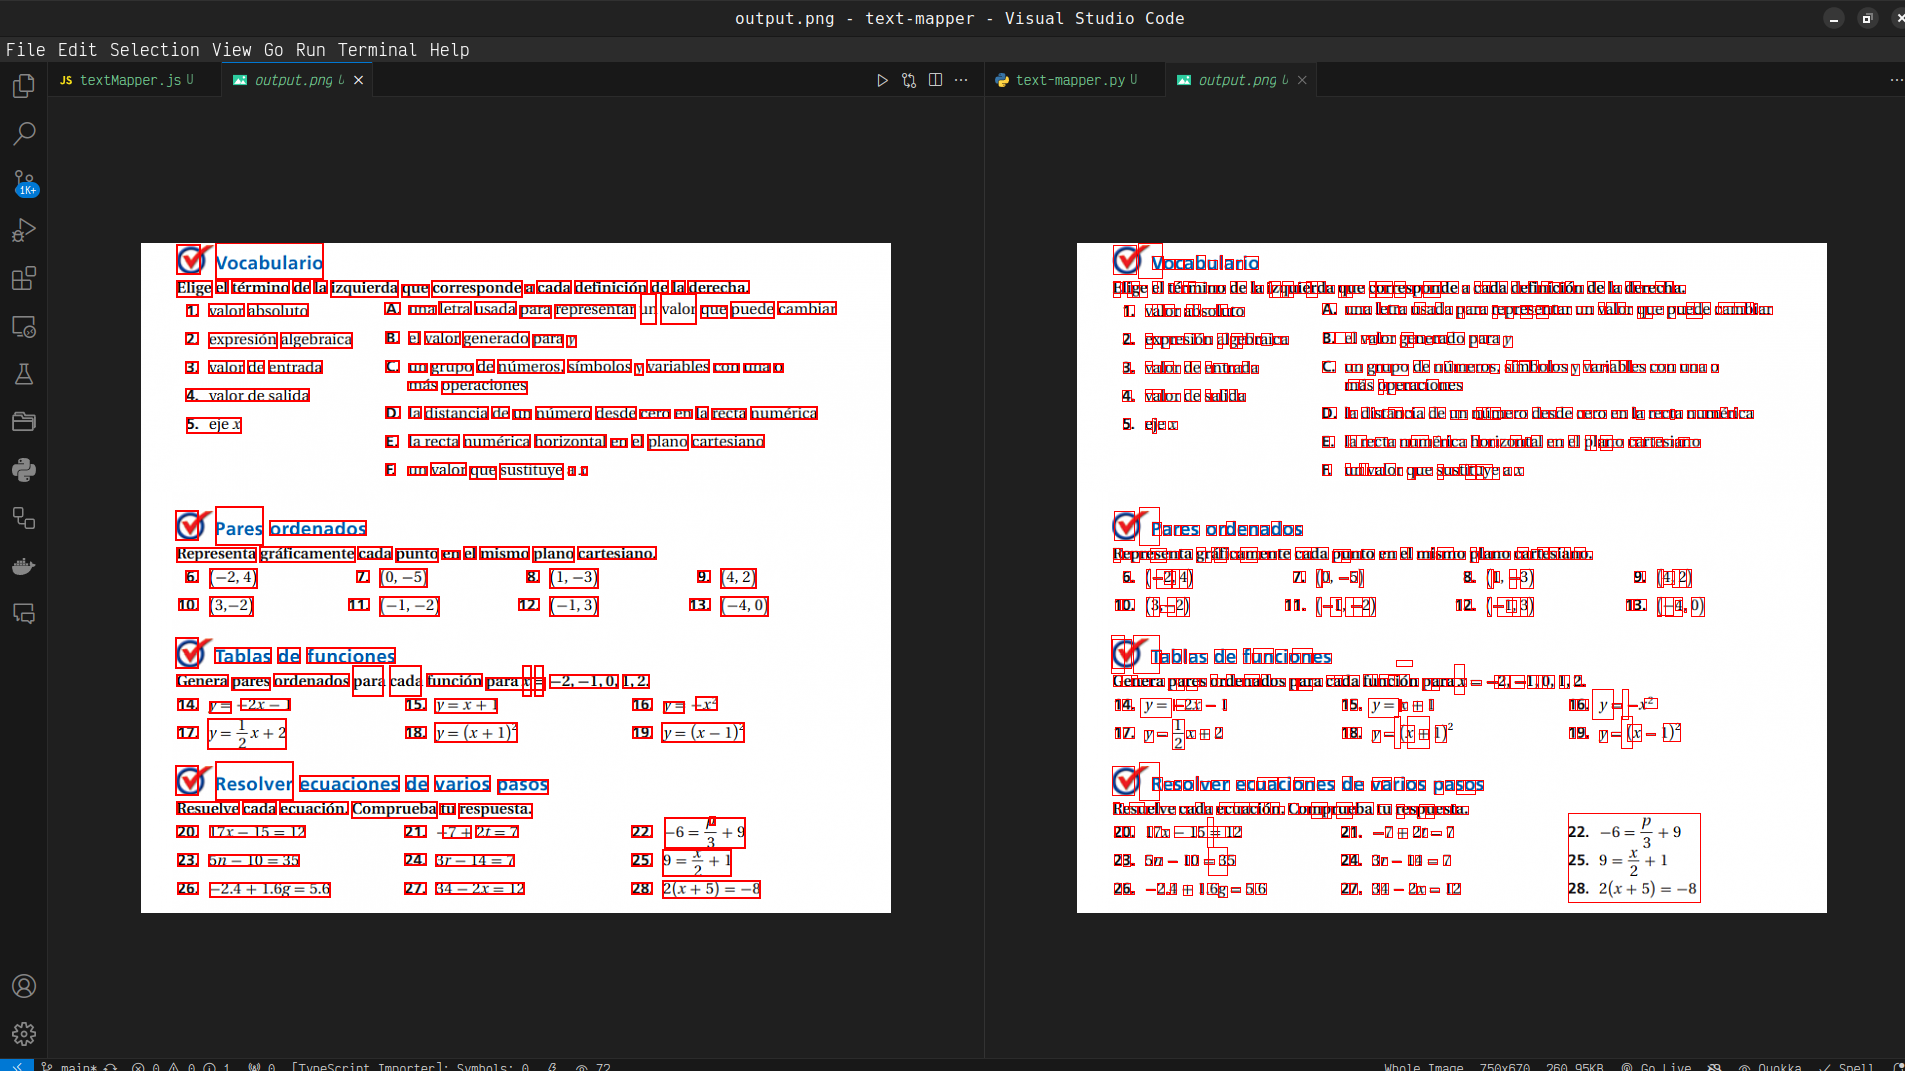 output.png - text-mapper - Visual Studio Code
File Edit Selection View Go Run Terminal Help
JS textMapper.js U
output.png U
text-mapper.py U
output.png U
1K+
Vocabulario
Elige el término de la izquierda que corresponde a cada definición de la derecha.
1. valor absoluto
2. expresión algebraica
3. valor de entrada
4. valor de salida
5. eje x
A. una letra usada para representar un valor que puede cambiar
B. el valor generado para y
C. un grupo de números, símbolos y variables con una o
más operaciones
D. la distancia de un número desde cero en la recta numérica
E. la recta numérica horizontal en el plano cartesiano
F. un valor que sustituye a x
Pares ordenados
Representa gráficamente cada punto en el mismo plano cartesiano.
6. (−2, 4) 7. (0, −5) 8. (1, −3) 9. (4, 2)
10. (3,−2) 11. (−1, −2) 12. (−1, 3) 13. (−4, 0)
Tablas de funciones
Genera pares ordenados para cada función para x = −2, −1, 0, 1, 2.
14. y = −2x − 1 15. y = x + 1 16. y = −x²
17. y = 1/2 x + 2 18. y = (x + 1)² 19. y = (x − 1)²
Resolver ecuaciones de varios pasos
Resuelve cada ecuación. Comprueba tu respuesta.
20. 17x − 15 = 12 21. −7 + 2t = 7 22. −6 = p/3 + 9
23. 5n − 10 = 35 24. 3r − 14 = 7 25. 9 = x/2 + 1
26. −2.4 + 1.6g = 5.6 27. 34 − 2x = 12 28. 2(x + 5) = −8
Vocabulario
Elige el término de la izquierda que corresponde a cada definición de la derecha.
1. valor absoluto
2. expresión algebraica
3. valor de entrada
4. valor de salida
5. eje x
A. una letra usada para representar un valor que puede cambiar
B. el valor generado para y
C. un grupo de números, símbolos y variables con una o
más operaciones
D. la distancia de un número desde cero en la recta numérica
E. la recta numérica horizontal en el plano cartesiano
F. un valor que sustituye a x
Pares ordenados
Representa gráficamente cada punto en el mismo plano cartesiano.
6. (−2, 4) 7. (0, −5) 8. (1, −3) 9. (4, 2)
10. (3,−2) 11. (−1, −2) 12. (−1, 3) 13. (−4, 0)
Tablas de funciones
Genera pares ordenados para cada función para x = −2, −1, 0, 1, 2.
14. y = −2x − 1 15. y = x + 1 16. y = −x²
17. y = 1/2 x + 2 18. y = (x + 1)² 19. y = (x − 1)²
Resolver ecuaciones de varios pasos
Resuelve cada ecuación. Comprueba tu respuesta.
20. 17x − 15 = 12 21. −7 + 2t = 7 22. −6 = p/3 + 9
23. 5n − 10 = 35 24. 3r − 14 = 7 25. 9 = x/2 + 1
26. −2.4 + 1.6g = 5.6 27. 34 − 2x = 12 28. 2(x + 5) = −8
main* 0 0 1 0 [TypeScript Importer]: Symbols: 0 72 Whole Image 750x670 260.95KB Go Live Quokka Spell